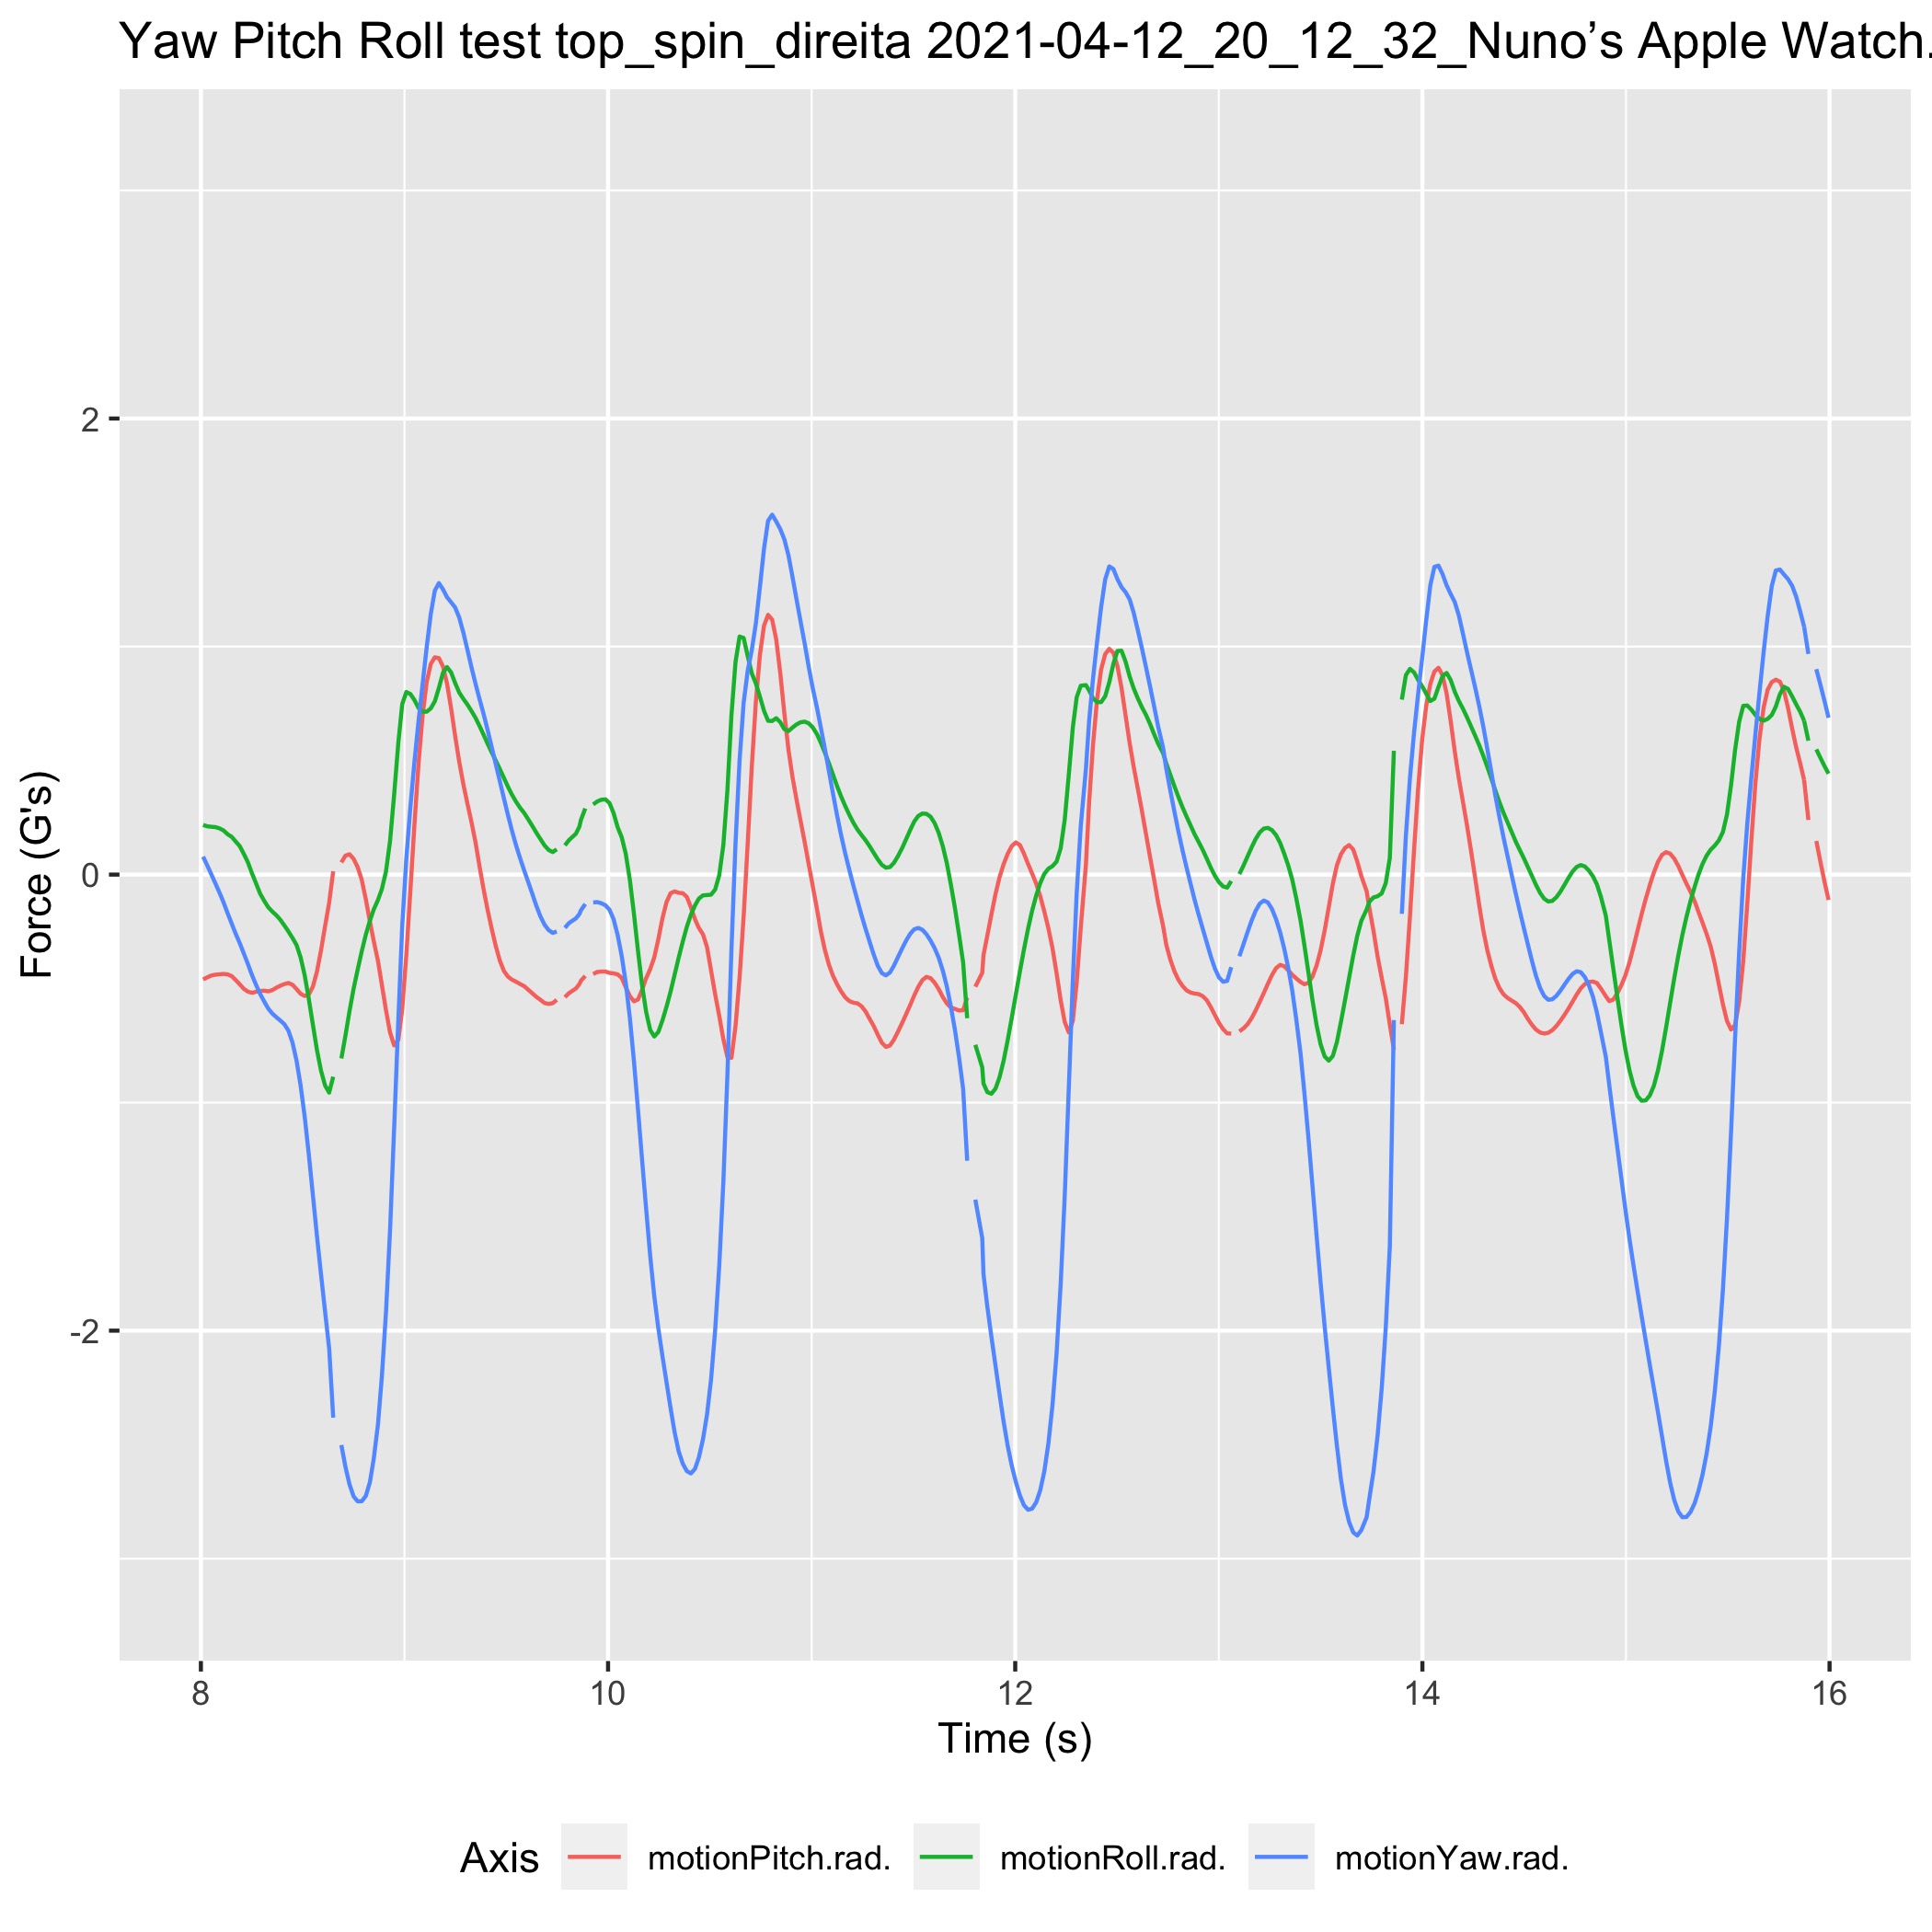 Yaw Pitch Roll test top_spin_direita 2021-04-12_20_12_32_Nuno’s Apple Watch.
Force (G's)
2
0
-2
8 10 12 14 16
Time (s)
Axis motionPitch.rad. motionRoll.rad. motionYaw.rad.